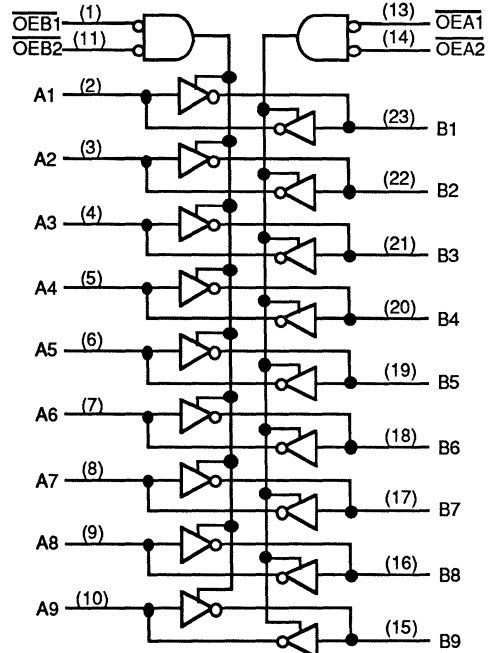 OEB1 (1) (13) OEA1
OEB2 (11) (14) OEA2
A1 (2)
(23) B1
A2 (3)
(22) B2
A3 (4)
(21) B3
A4 (5)
(20) B4
A5 (6)
(19) B5
A6 (7)
(18) B6
A7 (8)
(17) B7
A8 (9)
(16) B8
A9 (10)
(15) B9